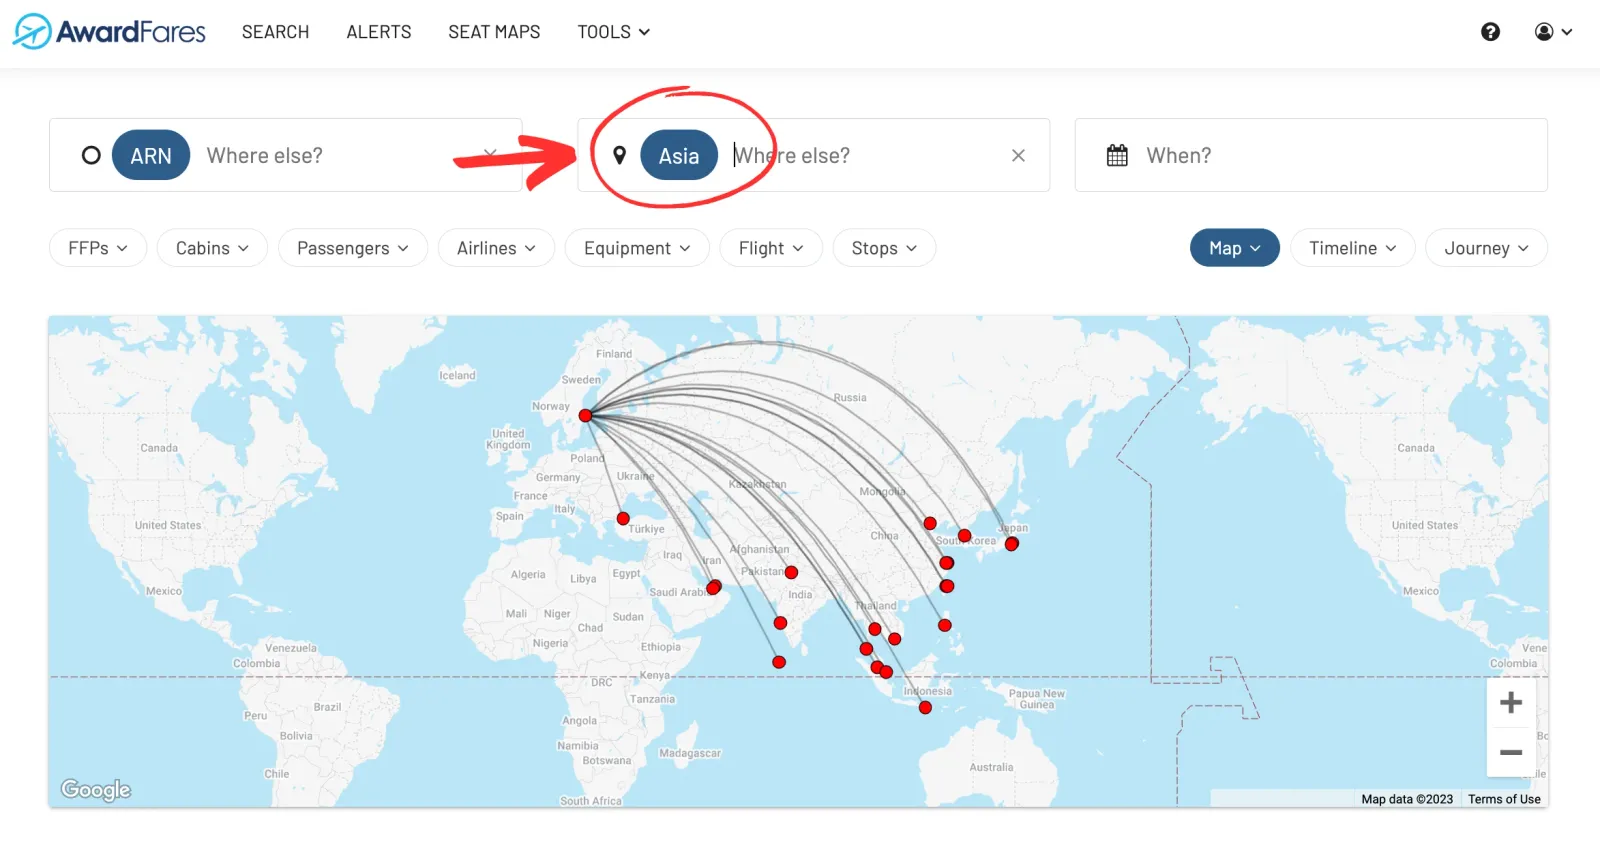 AwardFares SEARCH ALERTS SEAT MAPS TOOLS
ARN Where else? Asia Where else? When?
FFPs Cabins Passengers Airlines Equipment Flight Stops Map Timeline Journey
Finland
Iceland
Sweden
Norway
Russia
United
Kingdom
Canada
Canada
Poland
Ukraine
Germany
Kazakhstan
Mongolia
France
Italy
Spain
United States
United States
Türkiye
Japan
South Korea
China
Afghanistan
Iraq
Iran
Pakistan
Algeria
Libya
Egypt
Mexico
Mexico
Saudi Arabia
India
Thailand
Mali
Niger
Sudan
Chad
Nigeria
Ethiopia
Venezuela
Vene
Colombia
Colombia
Kenya
DRC
Indonesia
Papua New
Guinea
Tanzania
Brazil
Peru
Angola
Bolivia
Namibia
Botswana
Madagascar
Australia
Chile
South Africa
Google
Map data ©2023 Terms of Use